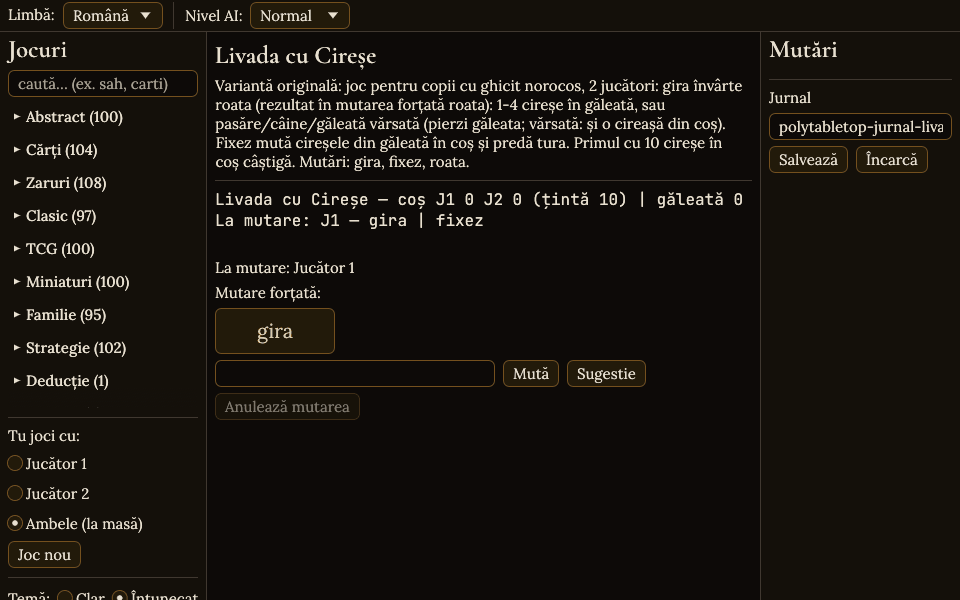 Limbă: Română Nivel AI: Normal
Jocuri
caută... (ex. sah, carti)
Abstract (100)
Cărți (104)
Zaruri (108)
Clasic (97)
TCG (100)
Miniaturi (100)
Familie (95)
Strategie (102)
Deducție (1)
Tu joci cu:
Jucător 1
Jucător 2
Ambele (la masă)
Joc nou
Temă: Clar Întunecat
Livada cu Cireșe
Variantă originală: joc pentru copii cu ghicit norocos, 2 jucători: gira învârte
roata (rezultat în mutarea forțată roata): 1-4 cireșe în găleată, sau
pasăre/câine/găleată vărsată (pierzi găleata; vărsată: și o cireașă din coș).
Fixez mută cireșele din găleată în coș și predă tura. Primul cu 10 cireșe în
coș câștigă. Mutări: gira, fixez, roata.
Livada cu Cireșe — coș J1 0 J2 0 (țintă 10) | găleată 0
La mutare: J1 — gira | fixez
La mutare: Jucător 1
Mutare forțată:
gira
Mută Sugestie
Anulează mutarea
Mutări
Jurnal
polytabletop-jurnal-liva
Salvează Încarcă